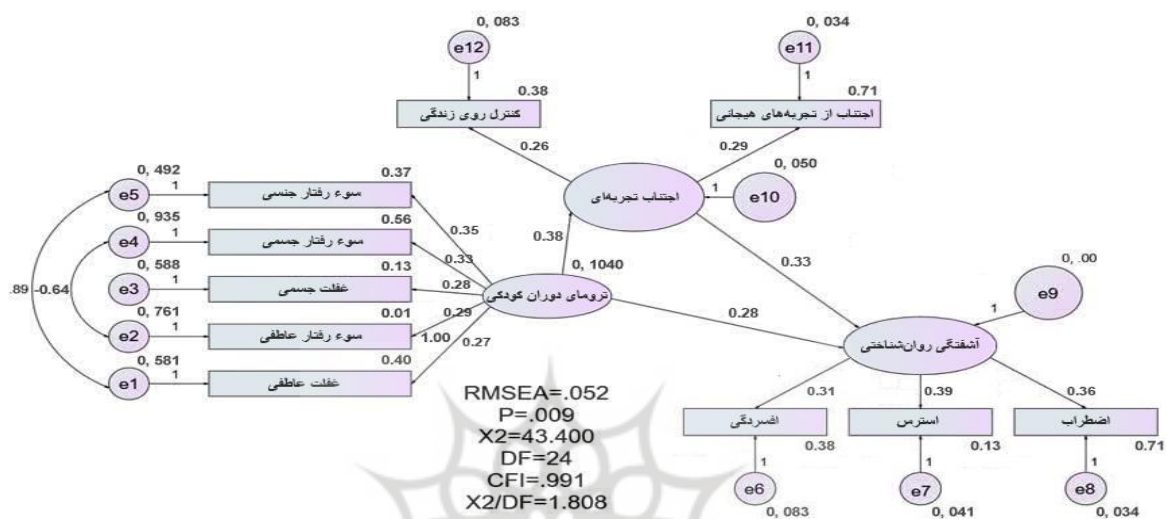 0, 083
0, 034
e12
e11
1
1
0.38
0.71
کنترل روی زندگی
اجتناب از تجربه‌های هیجانی
0.26
0.29
0, 050
0, 492
0.37
e5
1
سوء رفتار جنسی
اجتناب تجربه‌ای
1
e10
0, 935
0.56
0.35
e4
1
سوء رفتار جسمی
0.38
0.33
0.33
0, 588
0.13
0, 1040
0, .00
.89
-0.64
e3
1
غفلت جسمی
0.28
ترومای دوران کودکی
e9
0, 761
0.01
0.29
0.28
1
e2
1
سوء رفتار عاطفی
1.00
0.27
آشفتگی روان‌شناختی
0, 581
0.40
e1
1
غفلت عاطفی
RMSEA=.052
P=.009
X2=43.400
DF=24
CFI=.991
X2/DF=1.808
0.31
0.39
0.36
افسردگی
استرس
اضطراب
0.38
0.13
0.71
1
1
1
e6
e7
e8
0, 083
0, 041
0, 034